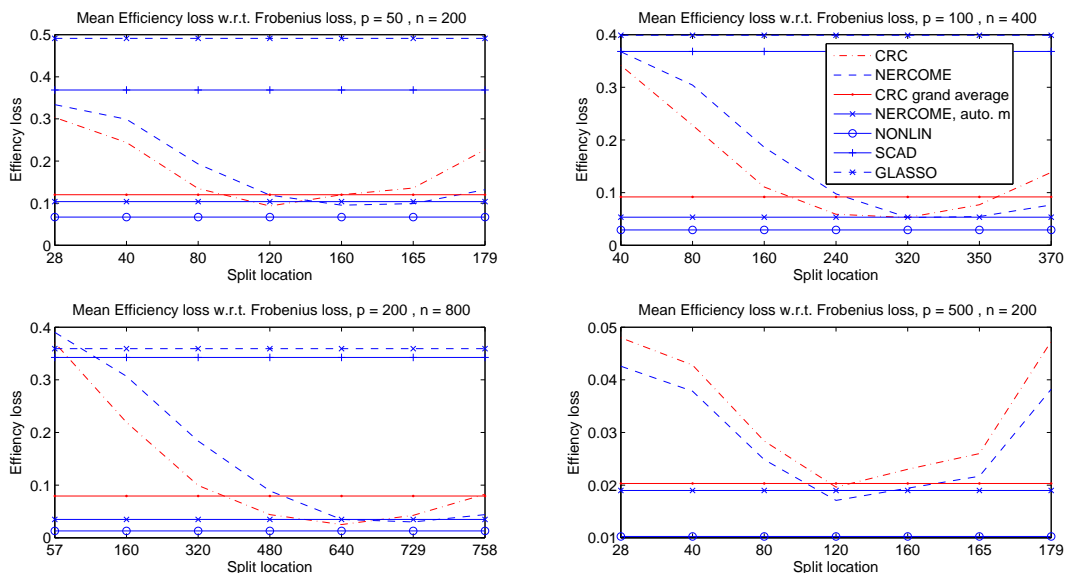 Mean Efficiency loss w.r.t. Frobenius loss, p = 50 , n = 200
Effiency loss
0.5
0.4
0.3
0.2
0.1
0
28 40 80 120 160 165 179
Split location
Mean Efficiency loss w.r.t. Frobenius loss, p = 100 , n = 400
Effiency loss
0.4
0.3
0.2
0.1
0
40 80 160 240 320 350 370
Split location
CRC
NERCOME
CRC grand average
NERCOME, auto. m
NONLIN
SCAD
GLASSO
Mean Efficiency loss w.r.t. Frobenius loss, p = 200 , n = 800
Effiency loss
0.4
0.3
0.2
0.1
0
57 160 320 480 640 729 758
Split location
Mean Efficiency loss w.r.t. Frobenius loss, p = 500 , n = 200
Effiency loss
0.05
0.04
0.03
0.02
0.01
28 40 80 120 160 165 179
Split location